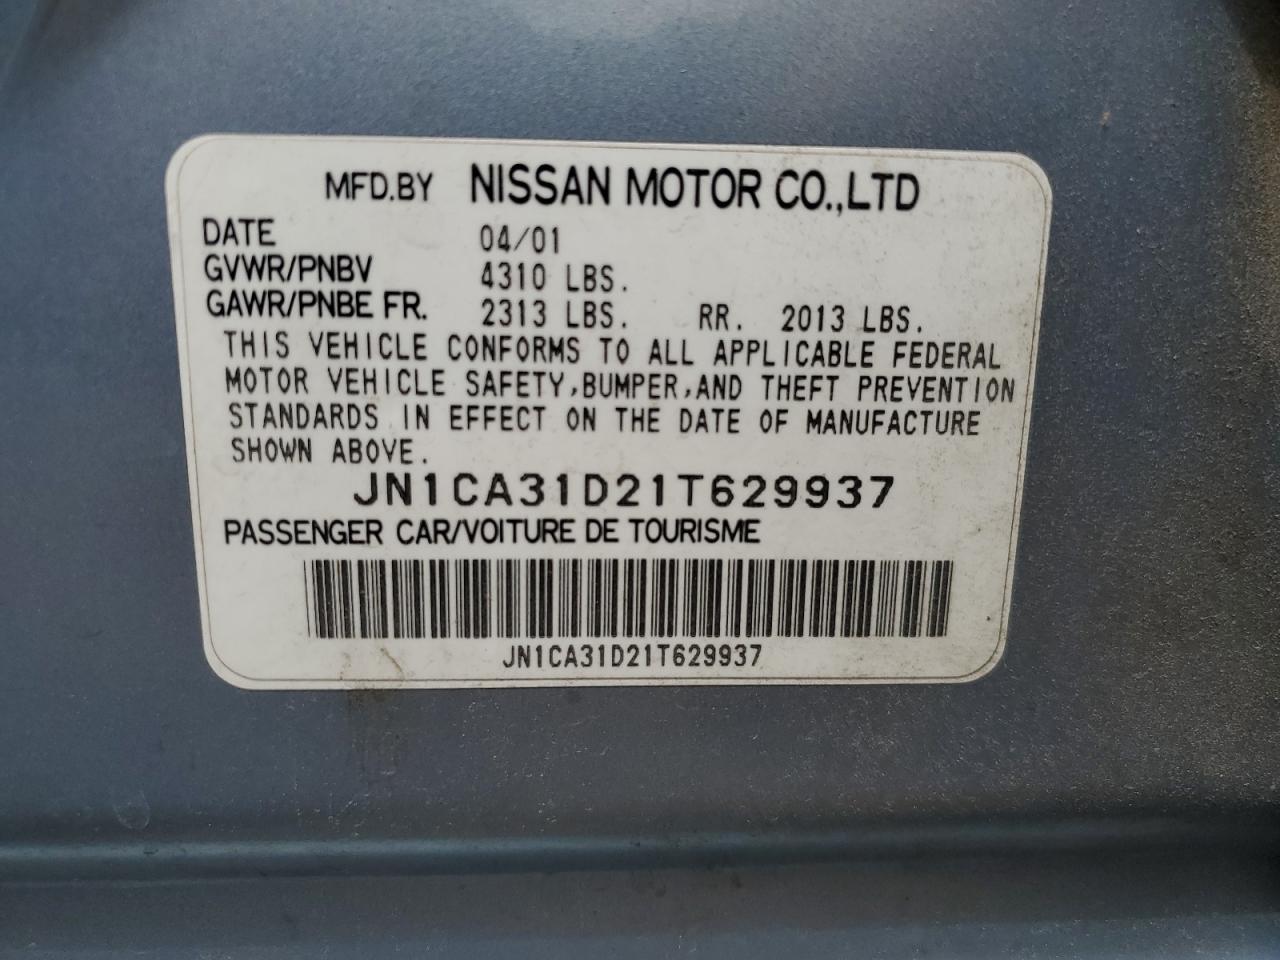 MFD.BY NISSAN MOTOR CO.,LTD
DATE 04/01
GVWR/PNBV 4310 LBS.
GAWR/PNBE FR. 2313 LBS. RR. 2013 LBS.
THIS VEHICLE CONFORMS TO ALL APPLICABLE FEDERAL
MOTOR VEHICLE SAFETY,BUMPER,AND THEFT PREVENTION
STANDARDS IN EFFECT ON THE DATE OF MANUFACTURE
SHOWN ABOVE.
JN1CA31D21T629937
PASSENGER CAR/VOITURE DE TOURISME
JN1CA31D21T629937